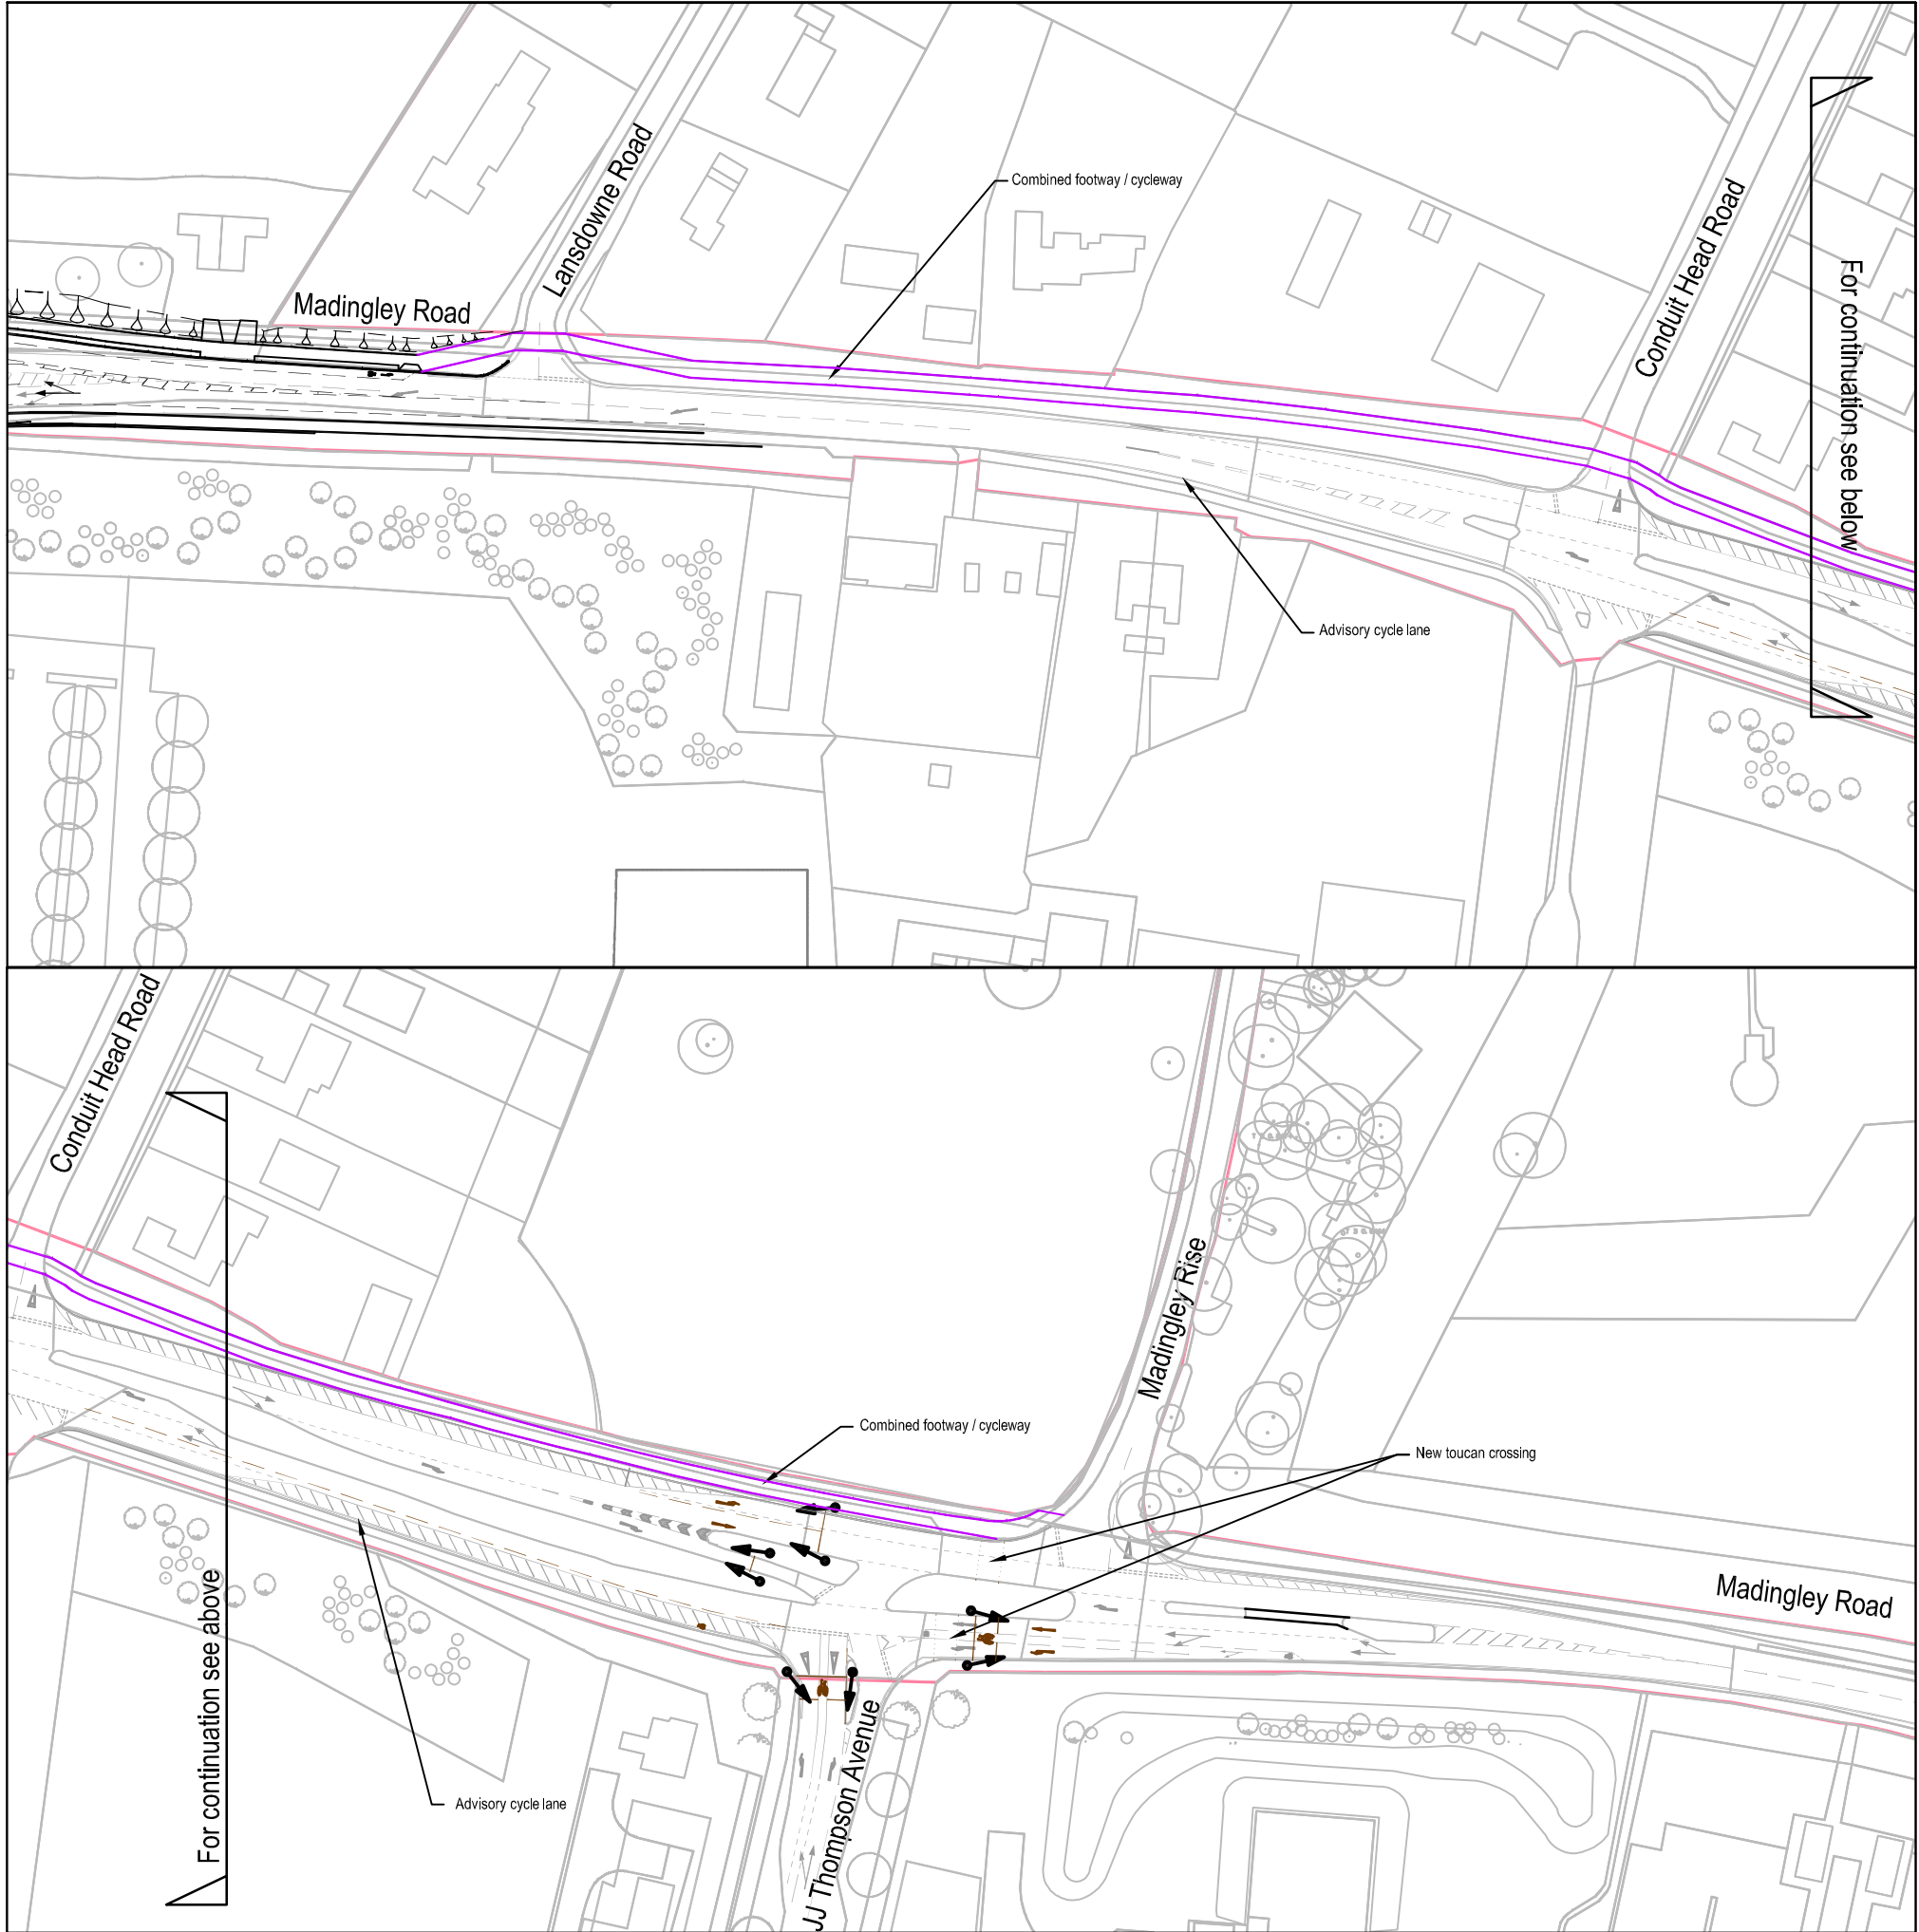 Combined footway / cycleway
Lansdowne Road
Conduit Head Road
Madingley Road
For continuation see below
Advisory cycle lane
Conduit Head Road
Madingley Rise
Combined footway / cycleway
New toucan crossing
Madingley Road
For continuation see above
JJ Thompson Avenue
Advisory cycle lane